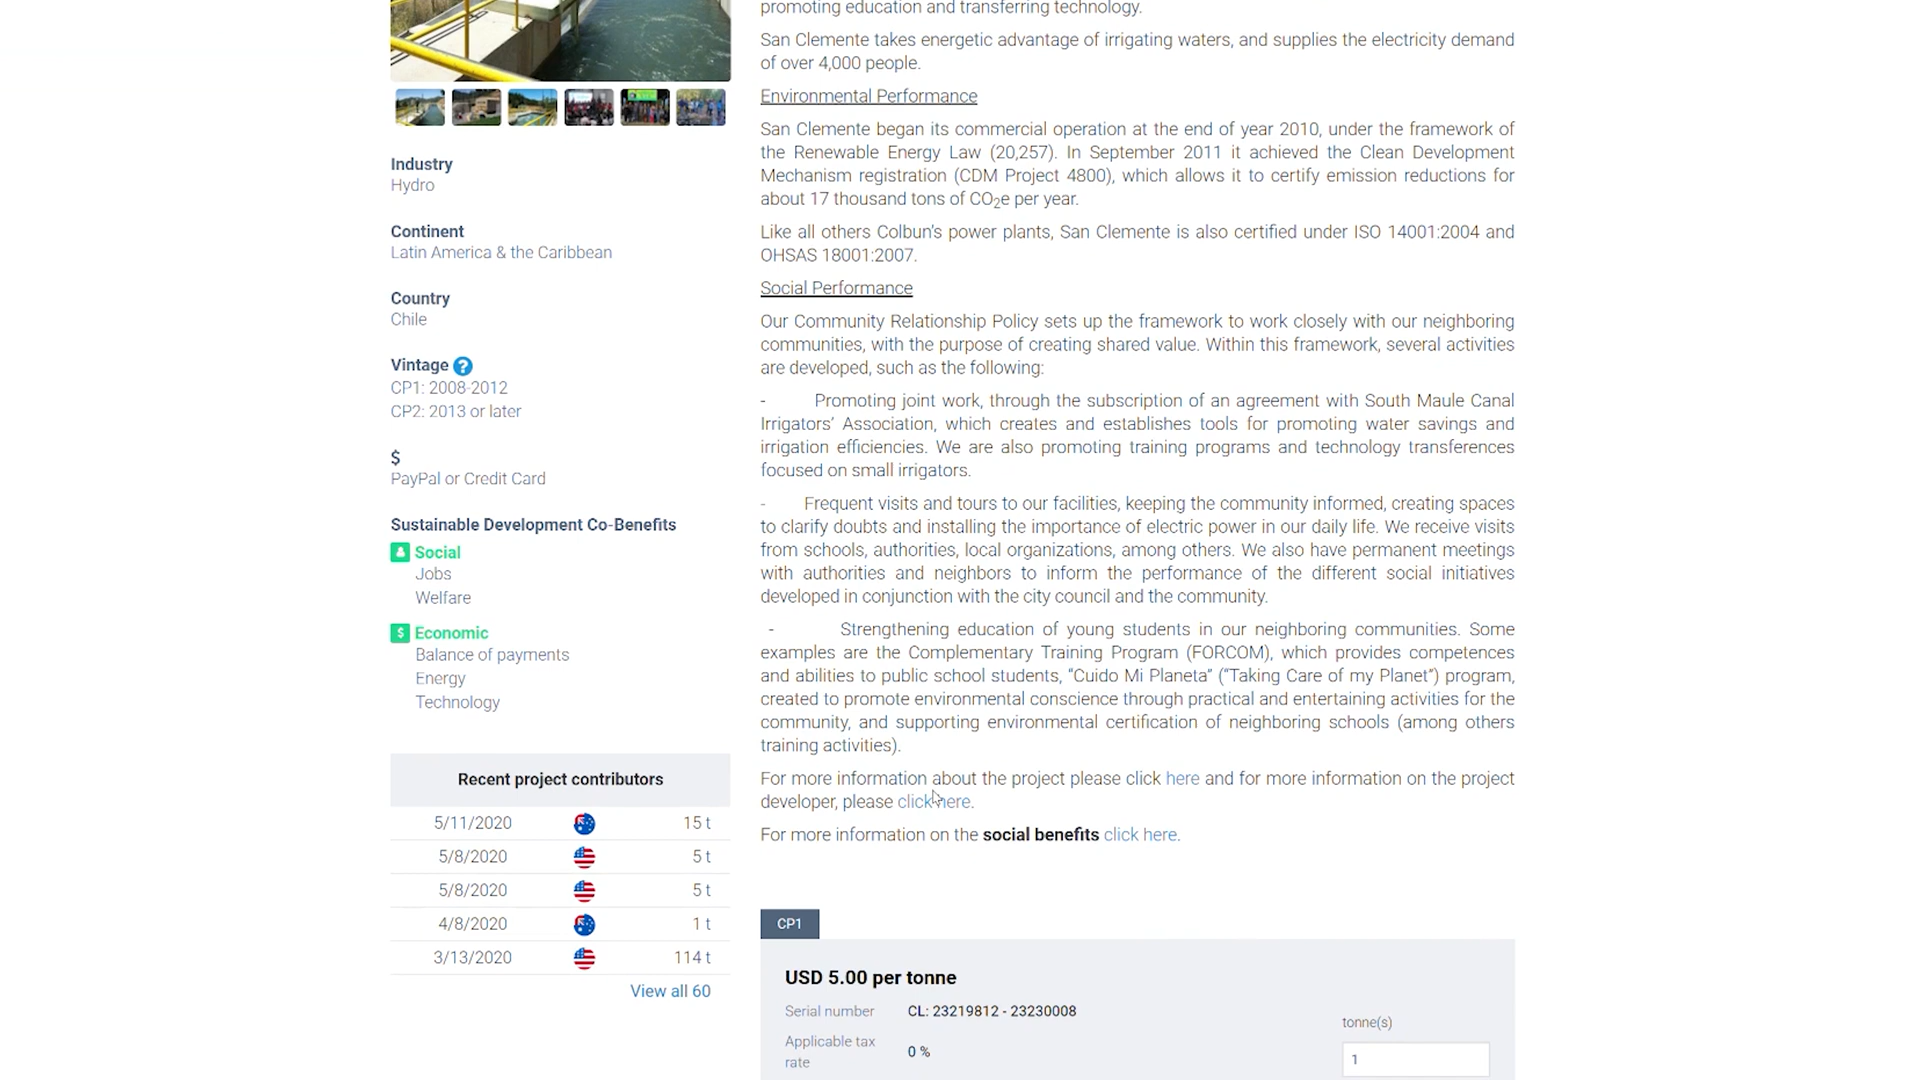 promoting education and transferring technology.
San Clemente takes energetic advantage of irrigating waters, and supplies the electricity demand
of over 4,000 people.
Environmental Performance
San Clemente began its commercial operation at the end of year 2010, under the framework of
the Renewable Energy Law (20,257). In September 2011 it achieved the Clean Development
Mechanism registration (CDM Project 4800), which allows it to certify emission reductions for
about 17 thousand tons of CO2e per year.
Like all others Colbun's power plants, San Clemente is also certified under ISO 14001:2004 and
OHSAS 18001:2007.
Social Performance
Our Community Relationship Policy sets up the framework to work closely with our neighboring
communities, with the purpose of creating shared value. Within this framework, several activities
are developed, such as the following:
- Promoting joint work, through the subscription of an agreement with South Maule Canal
Irrigators' Association, which creates and establishes tools for promoting water savings and
irrigation efficiencies. We are also promoting training programs and technology transferences
focused on small irrigators.
- Frequent visits and tours to our facilities, keeping the community informed, creating spaces
to clarify doubts and installing the importance of electric power in our daily life. We receive visits
from schools, authorities, local organizations, among others. We also have permanent meetings
with authorities and neighbors to inform the performance of the different social initiatives
developed in conjunction with the city council and the community.
- Strengthening education of young students in our neighboring communities. Some
examples are the Complementary Training Program (FORCOM), which provides competences
and abilities to public school students, “Cuido Mi Planeta” (“Taking Care of my Planet”) program,
created to promote environmental conscience through practical and entertaining activities for the
community, and supporting environmental certification of neighboring schools (among others
training activities).
For more information about the project please click here and for more information on the project
developer, please click here.
For more information on the social benefits click here.
Industry
Hydro
Continent
Latin America & the Caribbean
Country
Chile
Vintage ?
CP1: 2008-2012
CP2: 2013 or later
$
PayPal or Credit Card
Sustainable Development Co-Benefits
Social
Jobs
Welfare
$ Economic
Balance of payments
Energy
Technology
Recent project contributors
5/11/2020 15 t
5/8/2020 5 t
5/8/2020 5 t
4/8/2020 1 t
3/13/2020 114 t
View all 60
CP1
USD 5.00 per tonne
Serial number CL: 23219812 - 23230008
Applicable tax
rate 0 %
tonne(s)
1